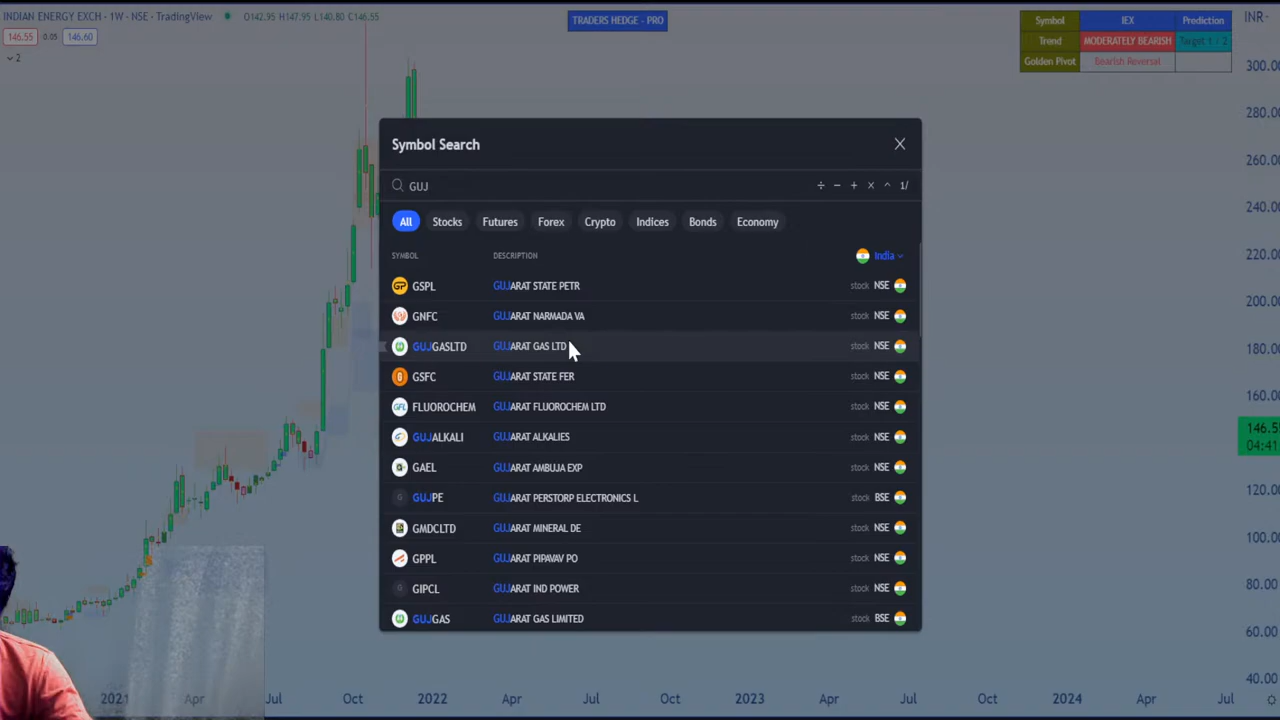 INDIAN ENERGY EXCH · 1W · NSE · TradingView O142.95 H147.95 L140.80 C146.55
146.55 0.05 146.60
2
TRADERS HEDGE - PRO
Symbol IEX Prediction
Trend MODERATELY BEARISH Target 1 / 2
Golden Pivot Bearish Reversal
INR
Symbol Search
GUJ
÷ − + × ^ 1/
All Stocks Futures Forex Crypto Indices Bonds Economy
SYMBOL DESCRIPTION India
GSPL GUJARAT STATE PETR stock NSE
GNFC GUJARAT NARMADA VA stock NSE
GUJGASLTD GUJARAT GAS LTD stock NSE
GSFC GUJARAT STATE FER stock NSE
FLUOROCHEM GUJARAT FLUOROCHEM LTD stock NSE
GUJALKALI GUJARAT ALKALIES stock NSE
GAEL GUJARAT AMBUJA EXP stock NSE
GUJPE GUJARAT PERSTORP ELECTRONICS L stock BSE
GMDCLTD GUJARAT MINERAL DE stock NSE
GPPL GUJARAT PIPAVAV PO stock NSE
GIPCL GUJARAT IND POWER stock NSE
GUJGAS GUJARAT GAS LIMITED stock BSE
300.00
280.00
260.00
240.00
220.00
200.00
180.00
160.00
146.55
04:41
120.00
100.00
80.00
60.00
40.00
2021 Apr Jul Oct 2022 Apr Jul Oct 2023 Apr Jul Oct 2024 Apr Jul